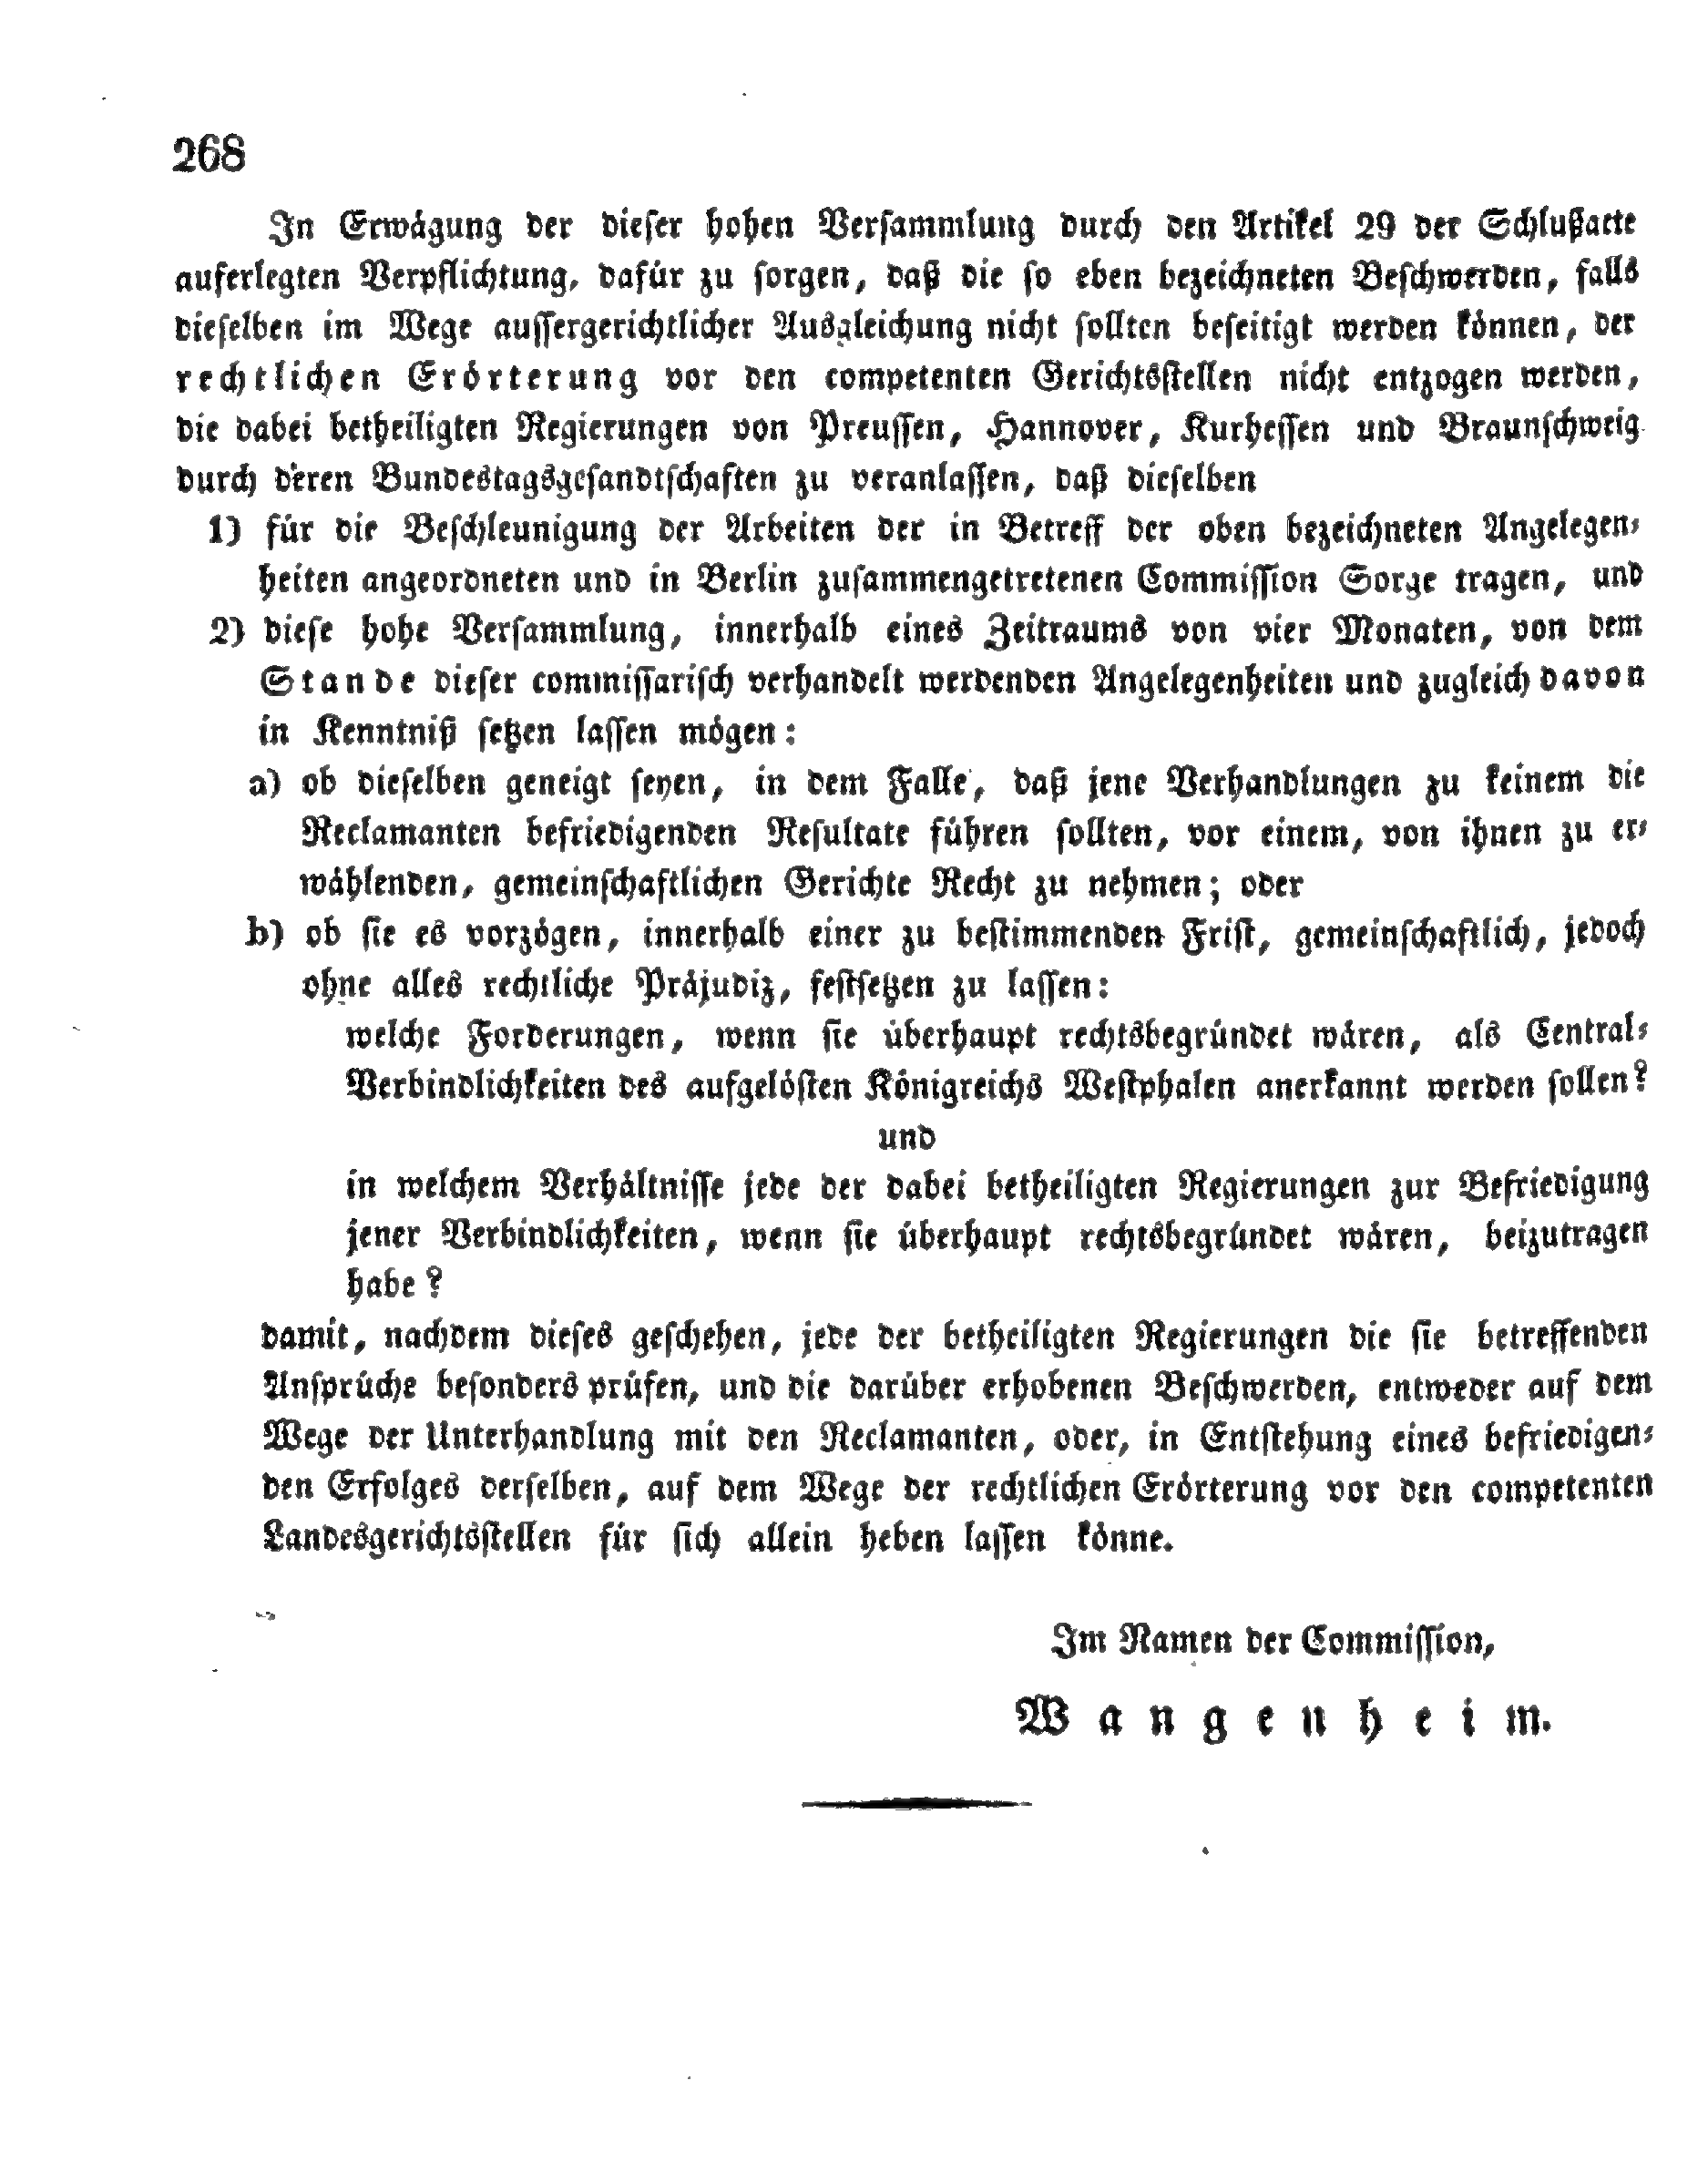 268
In Erwägung der dieser hohen Versammlung durch den Artikel 29 der Schlußacte
auferlegten Verpflichtung, dafür zu sorgen, daß die so eben bezeichneten Beschwerden, falls
dieselben im Wege aussergerichtlicher Ausgleichung nicht sollten beseitigt werden können, der
rechtlichen Erörterung vor den competenten Gerichtsstellen nicht entzogen werden,
die dabei betheiligten Regierungen von Preussen, Hannover, Kurhessen und Braunschweig
durch deren Bundestagsgesandtschaften zu veranlassen, daß dieselben
1) für die Beschleunigung der Arbeiten der in Betreff der oben bezeichneten Angelegen-
heiten angeordneten und in Berlin zusammengetretenen Commission Sorge tragen, und
2) diese hohe Versammlung, innerhalb eines Zeitraums von vier Monaten, von dem
Stande dieser commissarisch verhandelt werdenden Angelegenheiten und zugleich davon
in Kenntniß setzen lassen mögen:
a) ob dieselben geneigt seyen, in dem Falle, daß jene Verhandlungen zu keinem die
Reclamanten befriedigenden Resultate führen sollten, vor einem, von ihnen zu er-
wählenden, gemeinschaftlichen Gerichte Recht zu nehmen; oder
b) ob sie es vorzögen, innerhalb einer zu bestimmenden Frist, gemeinschaftlich, jedoch
ohne alles rechtliche Präjudiz, festsetzen zu lassen:
welche Forderungen, wenn sie überhaupt rechtsbegründet wären, als Central-
Verbindlichkeiten des aufgelösten Königreichs Westphalen anerkannt werden sollen?
und
in welchem Verhältnisse jede der dabei betheiligten Regierungen zur Befriedigung
jener Verbindlichkeiten, wenn sie überhaupt rechtsbegründet wären, beizutragen
habe?
damit, nachdem dieses geschehen, jede der betheiligten Regierungen die sie betreffenden
Ansprüche besonders prüfen, und die darüber erhobenen Beschwerden, entweder auf dem
Wege der Unterhandlung mit den Reclamanten, oder, in Entstehung eines befriedigen-
den Erfolges derselben, auf dem Wege der rechtlichen Erörterung vor den competenten
Landesgerichtsstellen für sich allein heben lassen könne.
Im Namen der Commission,
Wangenheim.